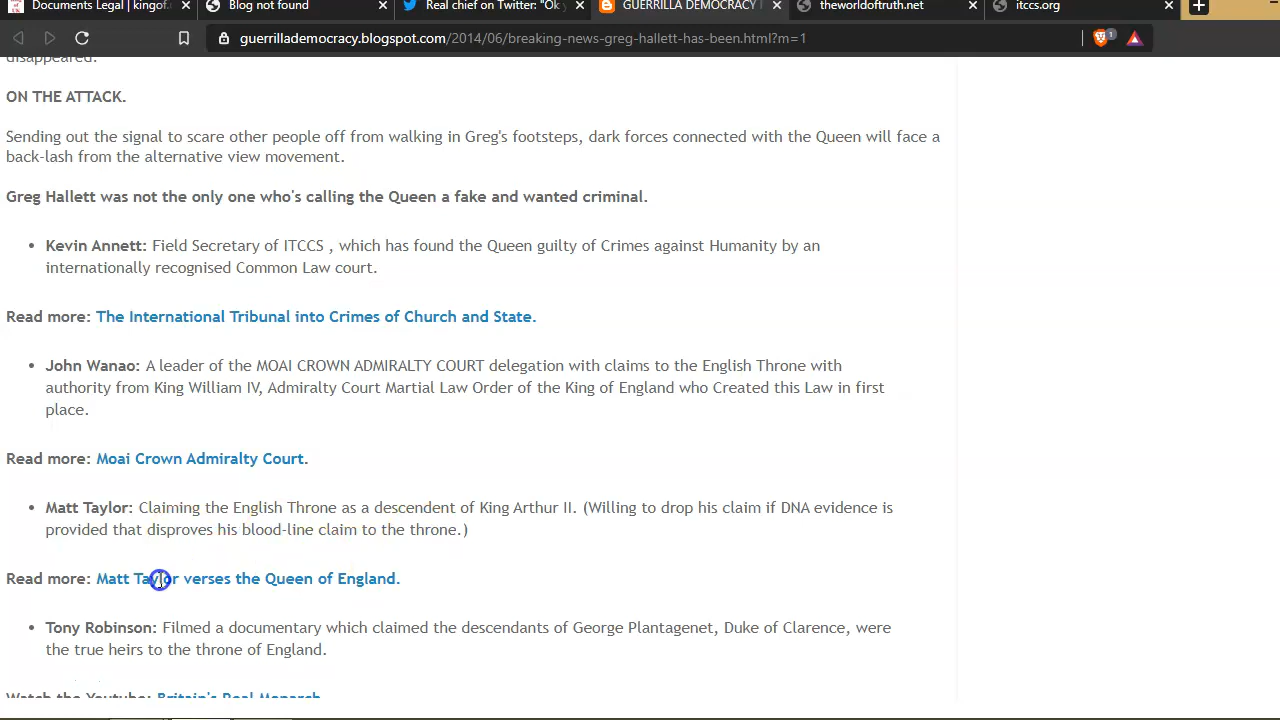 Documents Legal | kingof.u
Blog not found
Real chief on Twitter: "Ok y
GUERRILLA DEMOCRACY N
theworldoftruth.net
itccs.org
guerrillademocracy.blogspot.com/2014/06/breaking-news-greg-hallett-has-been.html?m=1
1
disappeared.
ON THE ATTACK.
Sending out the signal to scare other people off from walking in Greg's footsteps, dark forces connected with the Queen will face a
back-lash from the alternative view movement.
Greg Hallett was not the only one who's calling the Queen a fake and wanted criminal.
• Kevin Annett: Field Secretary of ITCCS , which has found the Queen guilty of Crimes against Humanity by an
internationally recognised Common Law court.
Read more: The International Tribunal into Crimes of Church and State.
• John Wanao: A leader of the MOAI CROWN ADMIRALTY COURT delegation with claims to the English Throne with
authority from King William IV, Admiralty Court Martial Law Order of the King of England who Created this Law in first
place.
Read more: Moai Crown Admiralty Court.
• Matt Taylor: Claiming the English Throne as a descendent of King Arthur II. (Willing to drop his claim if DNA evidence is
provided that disproves his blood-line claim to the throne.)
Read more: Matt Taylor verses the Queen of England.
• Tony Robinson: Filmed a documentary which claimed the descendants of George Plantagenet, Duke of Clarence, were
the true heirs to the throne of England.
Watch the Youtube: Britain's Real Monarch